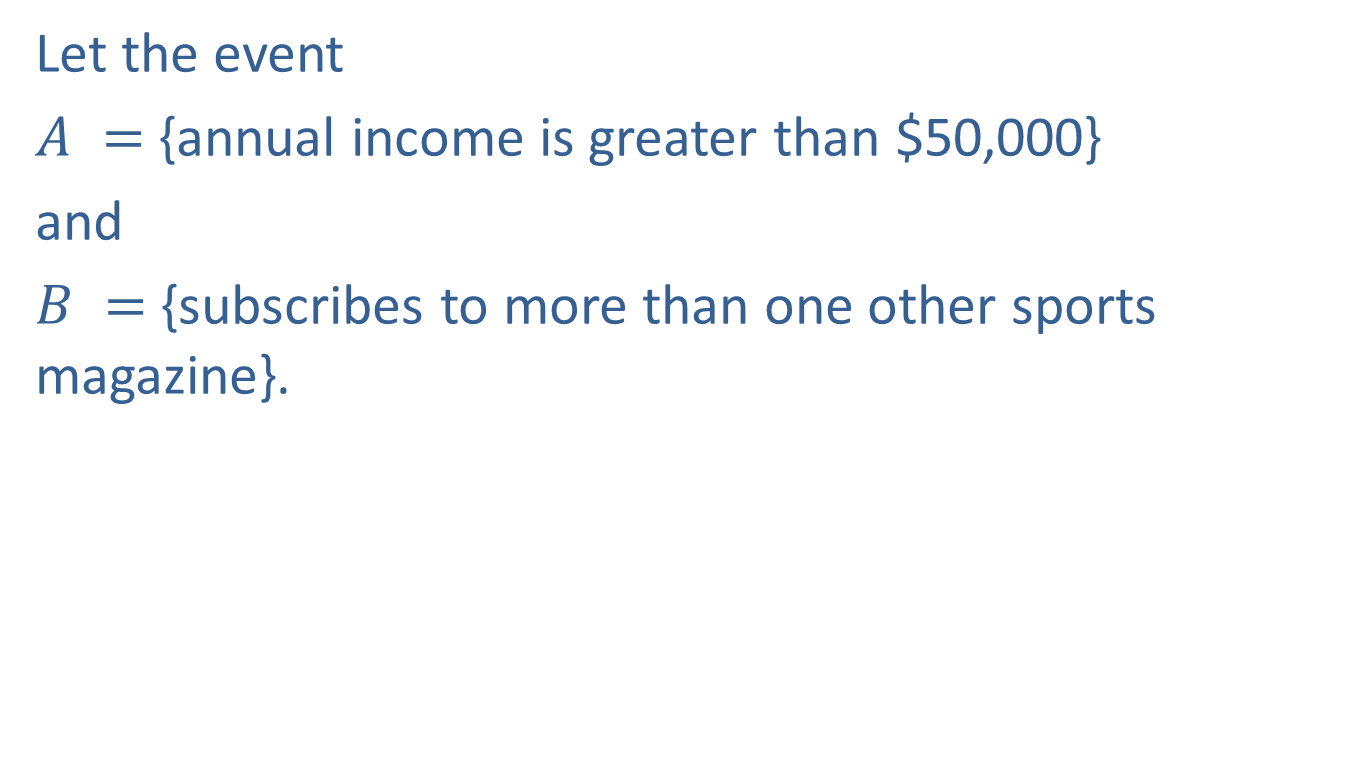 Let the event
A = {annual income is greater than $50,000}
and
B = {subscribes to more than one other sports
magazine}.